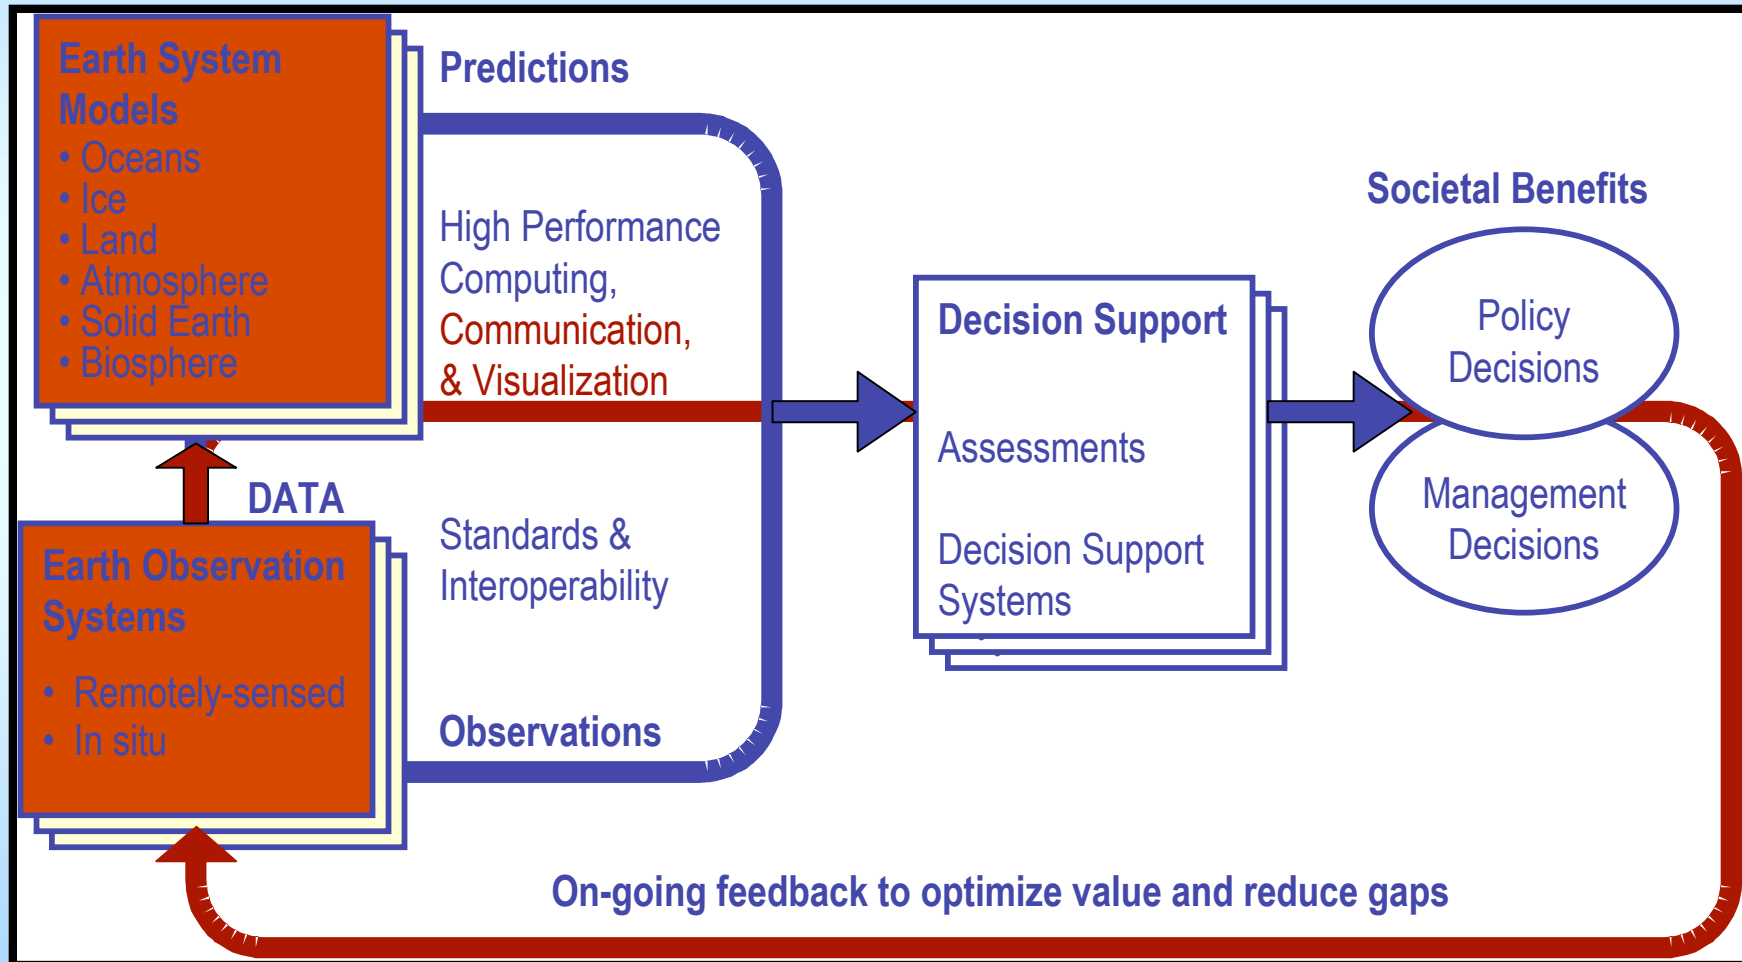 Earth System
Models
• Oceans
• Ice
• Land
• Atmosphere
• Solid Earth
• Biosphere
Predictions
High Performance
Computing,
Communication,
& Visualization
DATA
Earth Observation
Systems
• Remotely-sensed
• In situ
Standards &
Interoperability
Observations
Decision Support
Assessments
Decision Support
Systems
Societal Benefits
Policy
Decisions
Management
Decisions
On-going feedback to optimize value and reduce gaps